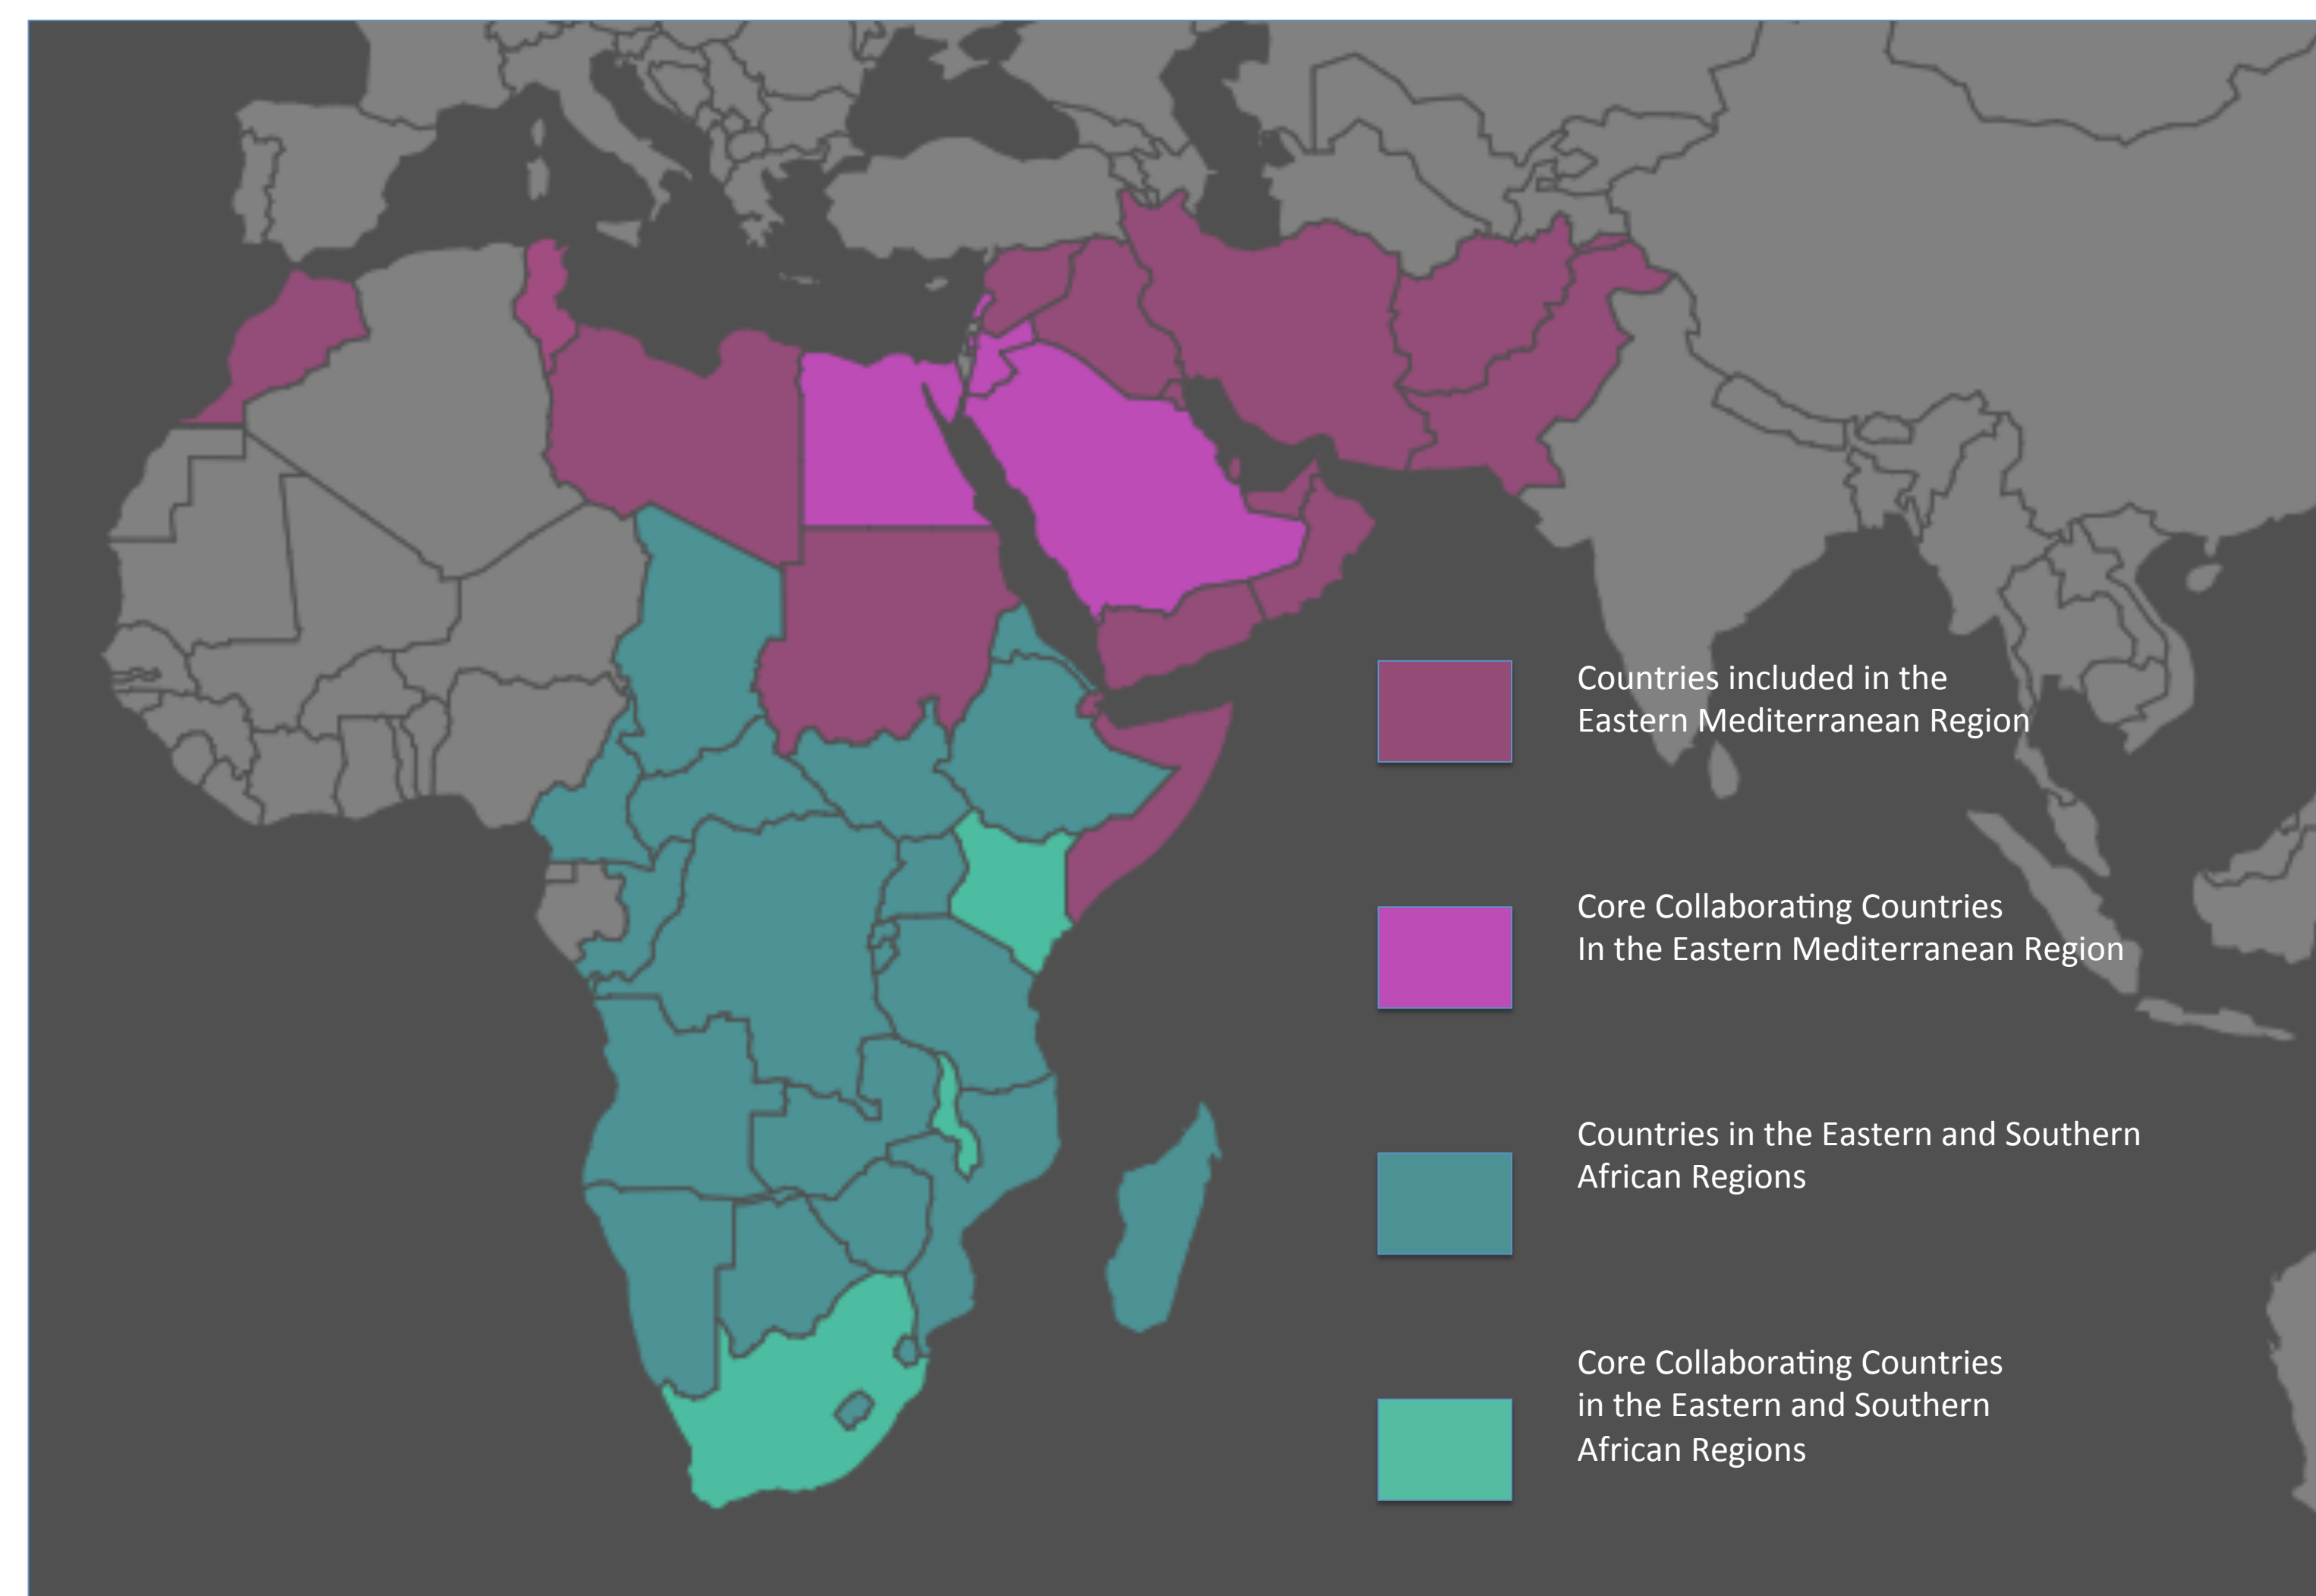 Countries included in the
Eastern Mediterranean Region
Core Collaborating Countries
In the Eastern Mediterranean Region
Countries in the Eastern and Southern
African Regions
Core Collaborating Countries
in the Eastern and Southern
African Regions